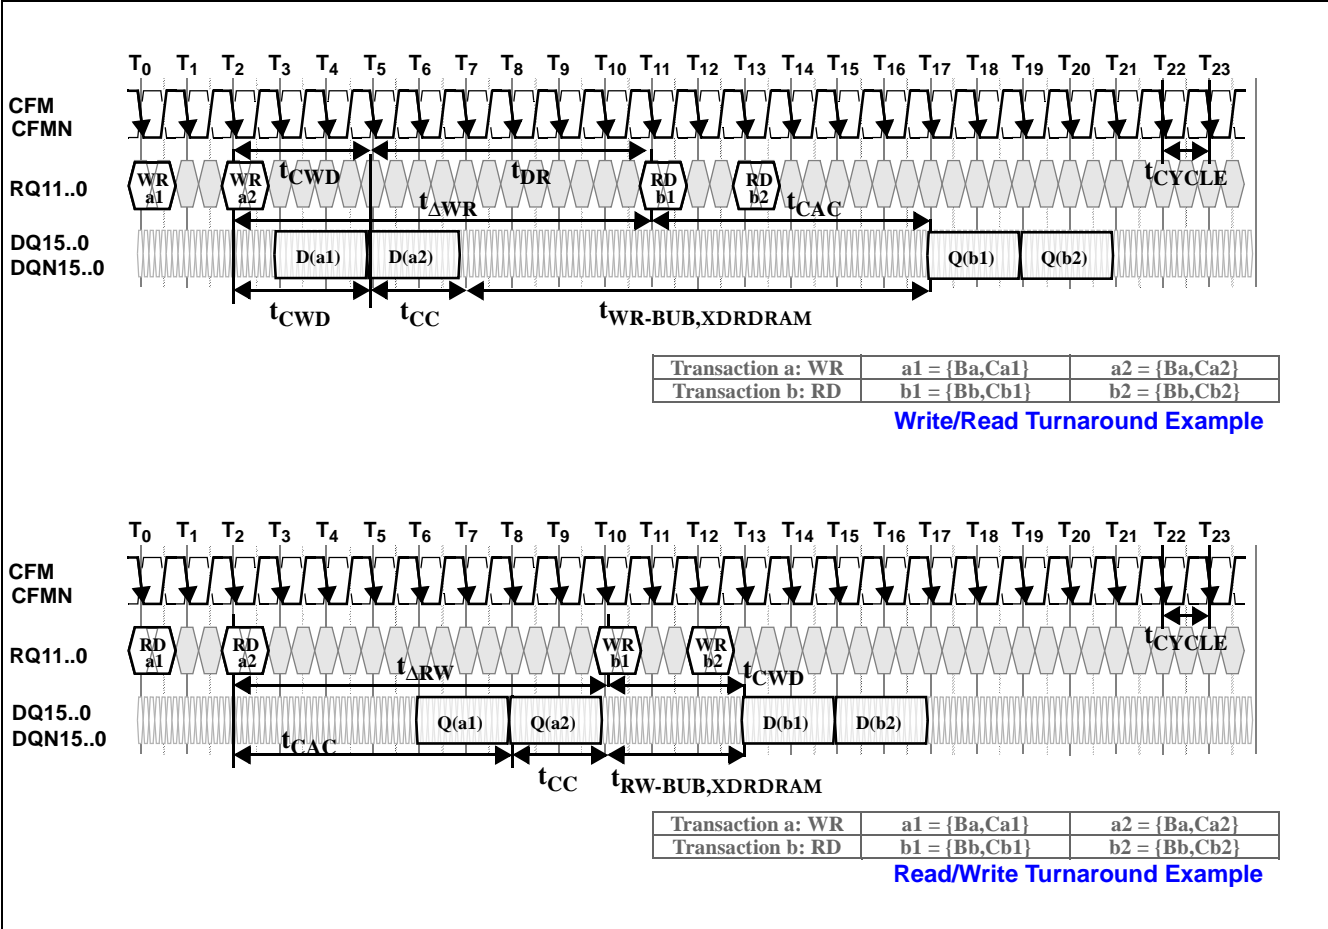 T0 T1 T2 T3 T4 T5 T6 T7 T8 T9 T10 T11 T12 T13 T14 T15 T16 T17 T18 T19 T20 T21 T22 T23
CFM
CFMN
tCWD tDR tCYCLE
RQ11..0 WR a1 WR a2 RD b1 RD b2
tΔWR tCAC
DQ15..0
DQN15..0 D(a1) D(a2) Q(b1) Q(b2)
tCWD tCC tWR-BUB,XDRDRAM
Transaction a: WR a1 = {Ba,Ca1} a2 = {Ba,Ca2}
Transaction b: RD b1 = {Bb,Cb1} b2 = {Bb,Cb2}
Write/Read Turnaround Example
T0 T1 T2 T3 T4 T5 T6 T7 T8 T9 T10 T11 T12 T13 T14 T15 T16 T17 T18 T19 T20 T21 T22 T23
CFM
CFMN
tCYCLE
RQ11..0 RD a1 RD a2 WR b1 WR b2
tΔRW tCWD
DQ15..0
DQN15..0 Q(a1) Q(a2) D(b1) D(b2)
tCAC tCC tRW-BUB,XDRDRAM
Transaction a: WR a1 = {Ba,Ca1} a2 = {Ba,Ca2}
Transaction b: RD b1 = {Bb,Cb1} b2 = {Bb,Cb2}
Read/Write Turnaround Example